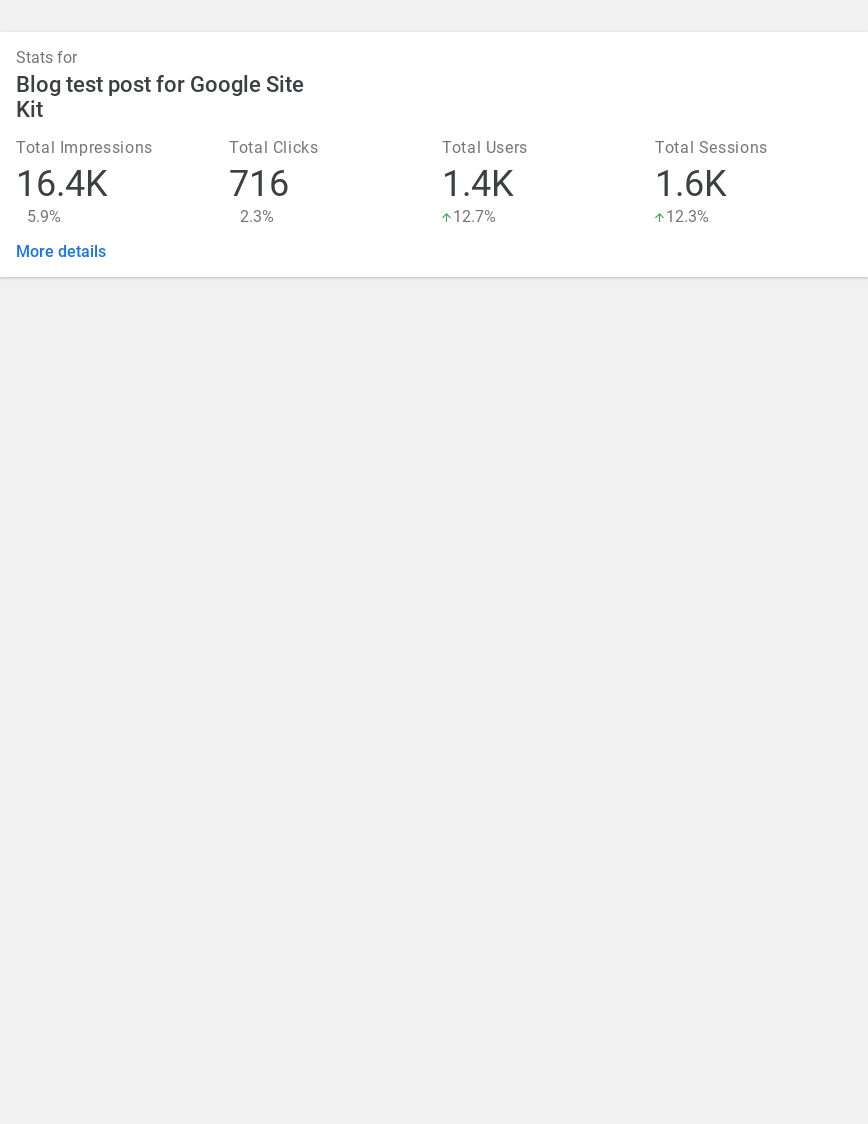 Stats for
Blog test post for Google Site
Kit
Total Impressions
16.4K
5.9%
Total Clicks
716
2.3%
Total Users
1.4K
12.7%
Total Sessions
1.6K
12.3%
More details